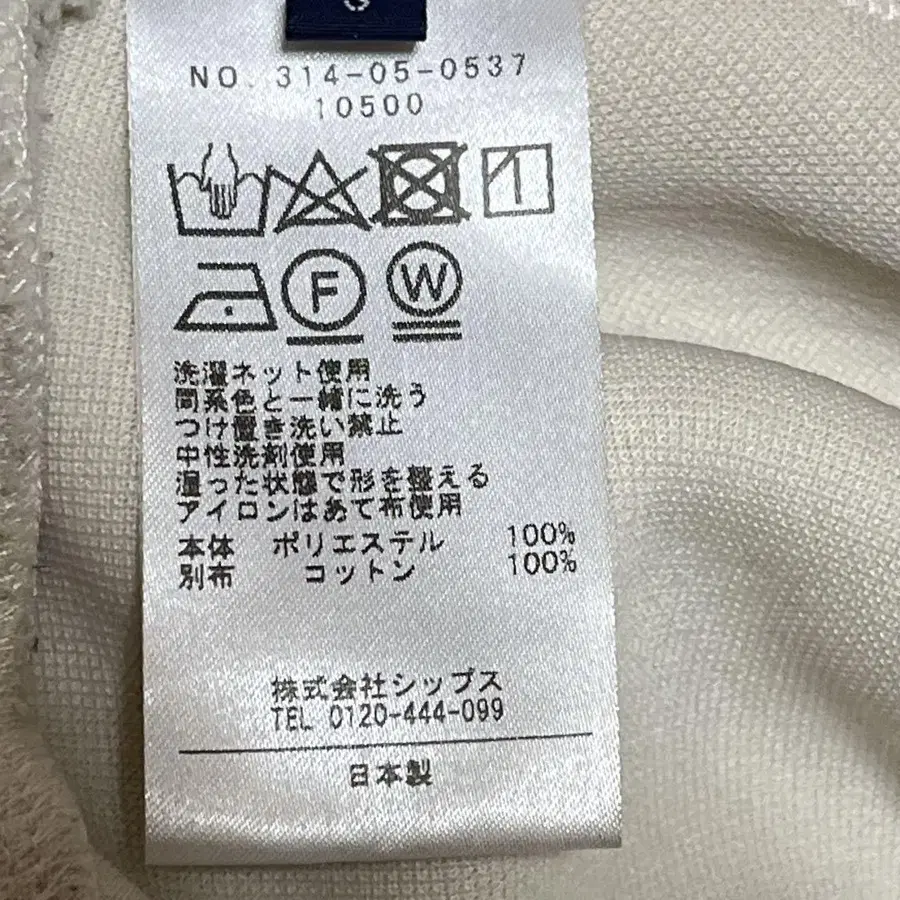 NO. 314-05-0537
10500
F W
洗濯ネット使用
同系色と一緒に洗う
つけ置き洗い禁止
中性洗剤使用
湿った状態で形を整える
アイロンはあて布使用
本体 ポリエステル 100%
別布 コットン 100%
株式会社シップス
TEL 0120-444-099
日本製